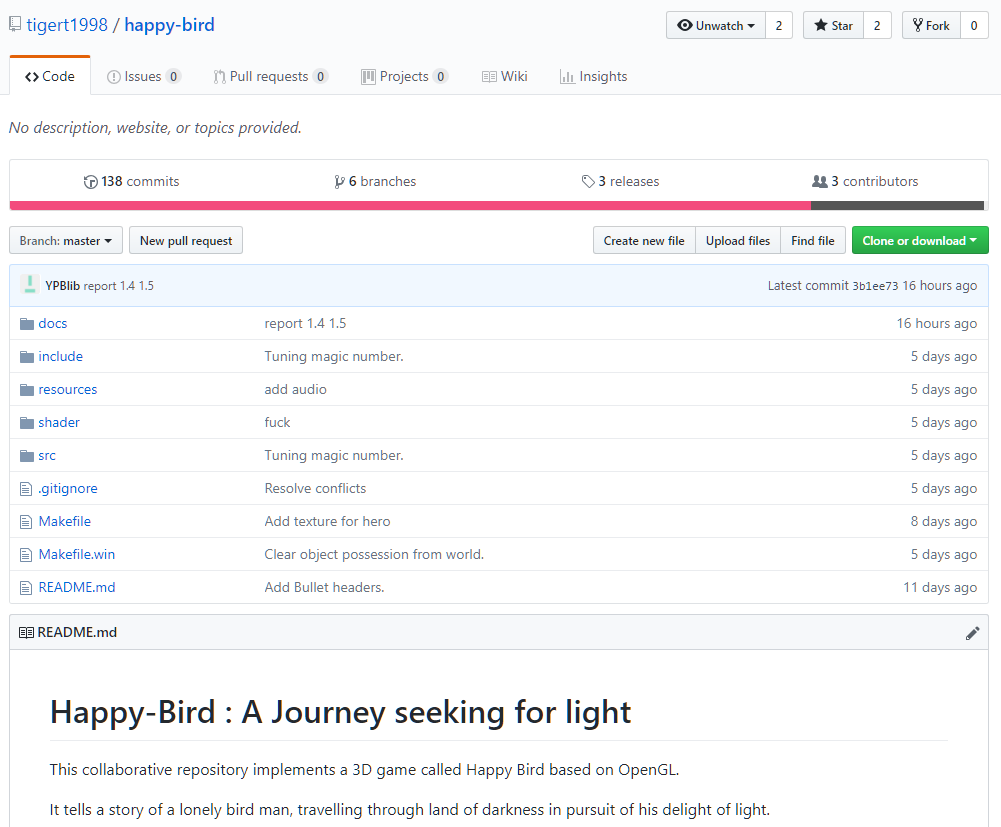 tigert1998 / happy-bird Unwatch 2 Star 2 Fork 0
Code Issues 0 Pull requests 0 Projects 0 Wiki Insights
No description, website, or topics provided.
138 commits 6 branches 3 releases 3 contributors
Branch: master New pull request Create new file Upload files Find file Clone or download
YPBlib report 1.4 1.5 Latest commit 3b1ee73 16 hours ago
docs report 1.4 1.5 16 hours ago
include Tuning magic number. 5 days ago
resources add audio 5 days ago
shader fuck 5 days ago
src Tuning magic number. 5 days ago
.gitignore Resolve conflicts 5 days ago
Makefile Add texture for hero 8 days ago
Makefile.win Clear object possession from world. 5 days ago
README.md Add Bullet headers. 11 days ago
README.md
Happy-Bird : A Journey seeking for light
This collaborative repository implements a 3D game called Happy Bird based on OpenGL.
It tells a story of a lonely bird man, travelling through land of darkness in pursuit of his delight of light.